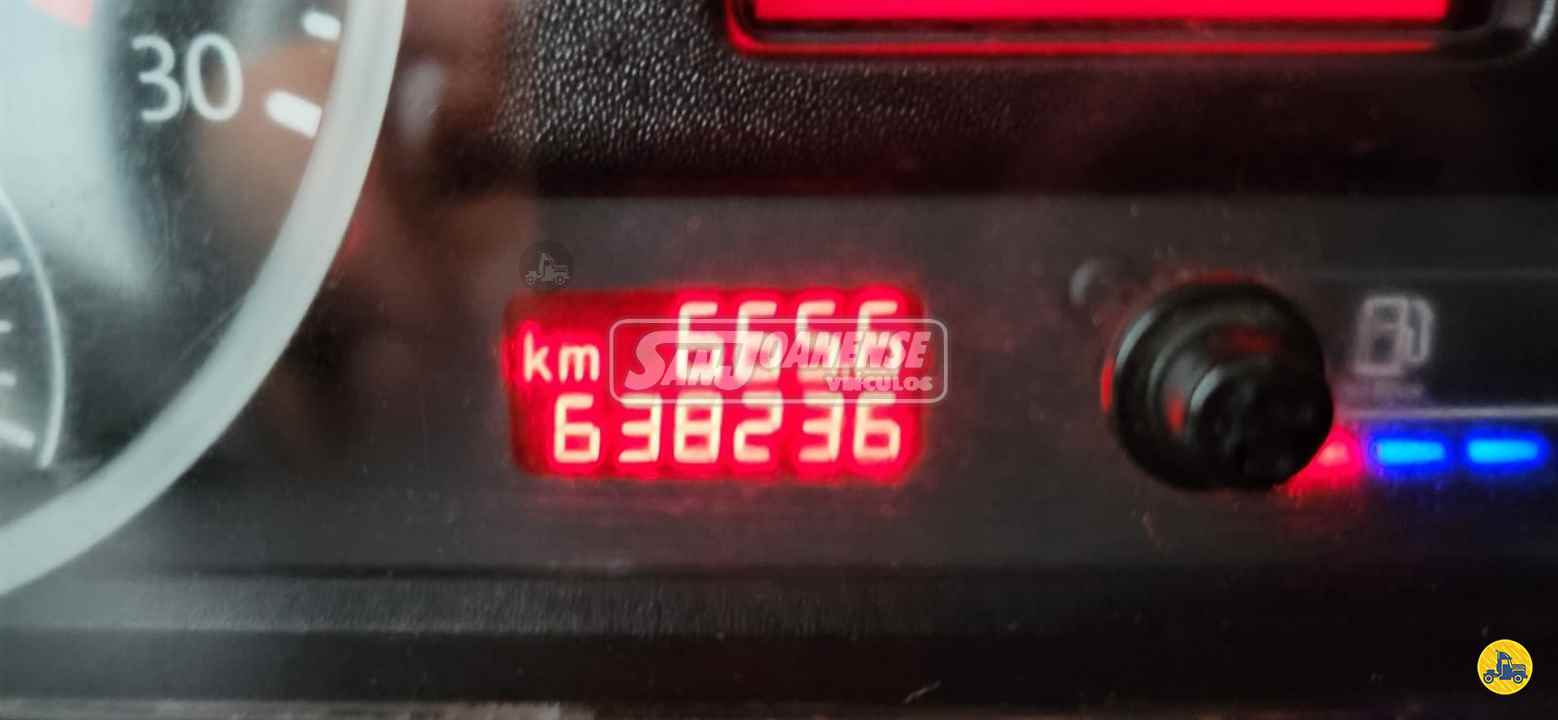 30
km
638236
SANJOANENSE
VEÍCULOS